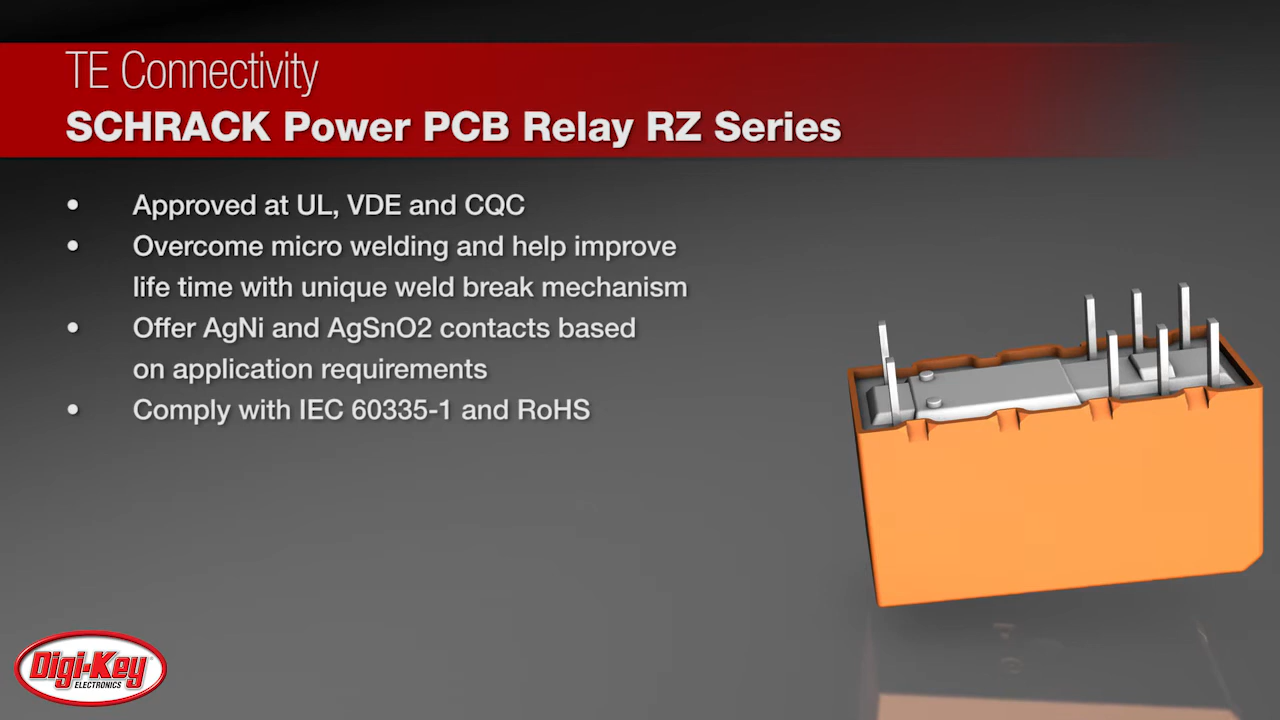 TE Connectivity
SCHRACK Power PCB Relay RZ Series
• Approved at UL, VDE and CQC
• Overcome micro welding and help improve
life time with unique weld break mechanism
• Offer AgNi and AgSnO2 contacts based
on application requirements
• Comply with IEC 60335-1 and RoHS
Digi-Key
ELECTRONICS